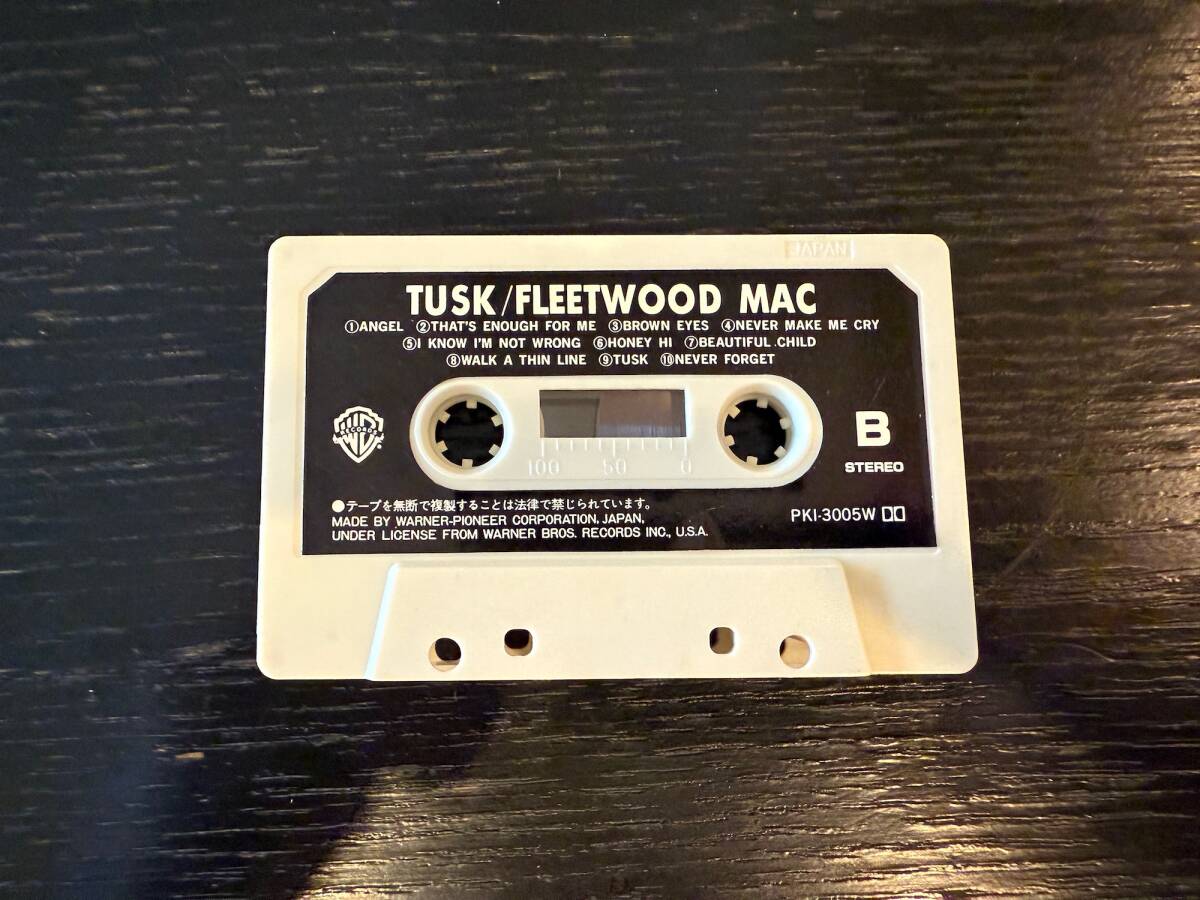 JAPAN
TUSK/FLEETWOOD MAC
①ANGEL ②THAT'S ENOUGH FOR ME ③BROWN EYES ④NEVER MAKE ME CRY
⑤I KNOW I'M NOT WRONG ⑥HONEY HI ⑦BEAUTIFUL CHILD
⑧WALK A THIN LINE ⑨TUSK ⑩NEVER FORGET
WB
RECORDS
®
B
STEREO
100 50 0
●テープを無断で複製することは法律で禁じられています。
MADE BY WARNER-PIONEER CORPORATION, JAPAN,
UNDER LICENSE FROM WARNER BROS. RECORDS INC., U.S.A.
PKI-3005W